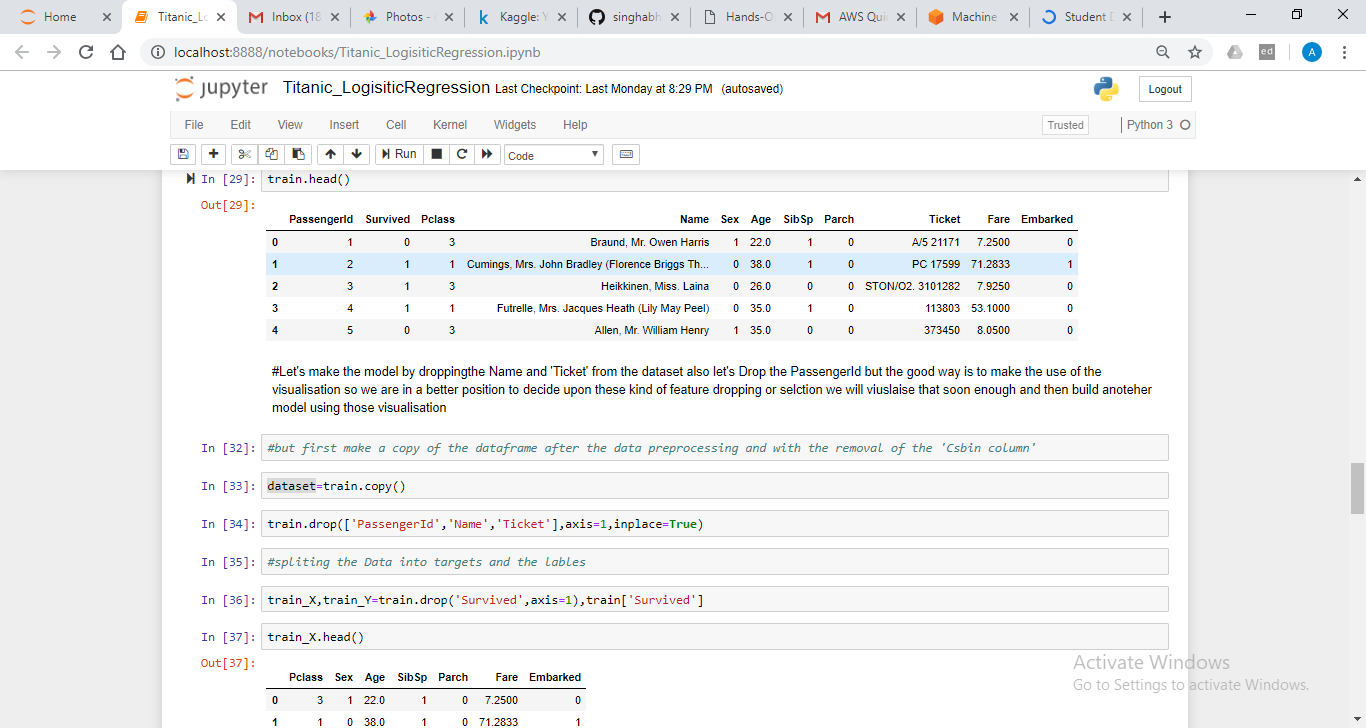 Home
Titanic_Lo
Inbox (18
Photos -
Kaggle: Y
singhabh
Hands-O
AWS Qui
Machine
Student D
localhost:8888/notebooks/Titanic_LogisiticRegression.ipynb
ed
A
jupyter Titanic_LogisiticRegression Last Checkpoint: Last Monday at 8:29 PM (autosaved)
Logout
File Edit View Insert Cell Kernel Widgets Help
Trusted
Python 3
Run
Code
In [29]: train.head()
Out[29]:
PassengerId Survived Pclass Name Sex Age SibSp Parch Ticket Fare Embarked
0 1 0 3 Braund, Mr. Owen Harris 1 22.0 1 0 A/5 21171 7.2500 0
1 2 1 1 Cumings, Mrs. John Bradley (Florence Briggs Th... 0 38.0 1 0 PC 17599 71.2833 1
2 3 1 3 Heikkinen, Miss. Laina 0 26.0 0 0 STON/O2. 3101282 7.9250 0
3 4 1 1 Futrelle, Mrs. Jacques Heath (Lily May Peel) 0 35.0 1 0 113803 53.1000 0
4 5 0 3 Allen, Mr. William Henry 1 35.0 0 0 373450 8.0500 0
#Let's make the model by droppingthe Name and 'Ticket' from the dataset also let's Drop the PassengerId but the good way is to make the use of the
visualisation so we are in a better position to decide upon these kind of feature dropping or selction we will viuslaise that soon enough and then build anoteher
model using those visualisation
In [32]: #but first make a copy of the dataframe after the data preprocessing and with the removal of the 'Csbin column'
In [33]: dataset=train.copy()
In [34]: train.drop(['PassengerId','Name','Ticket'],axis=1,inplace=True)
In [35]: #spliting the Data into targets and the lables
In [36]: train_X,train_Y=train.drop('Survived',axis=1),train['Survived']
In [37]: train_X.head()
Out[37]:
Pclass Sex Age SibSp Parch Fare Embarked
0 3 1 22.0 1 0 7.2500 0
1 1 0 38.0 1 0 71.2833 1
Activate Windows
Go to Settings to activate Windows.